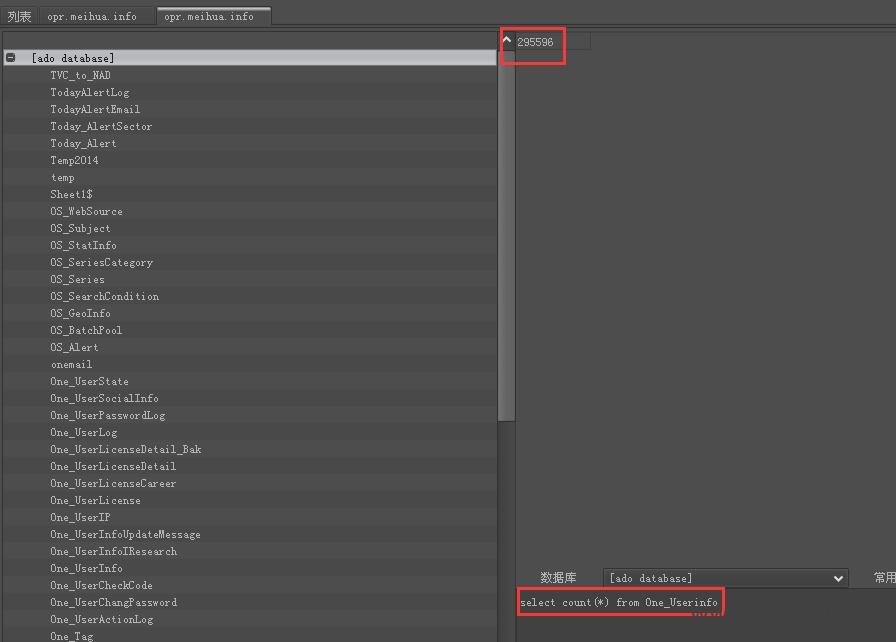 列表 opr.meihua.info opr.meihua.info
295596
[ado database]
TVC_to_NAD
TodayAlertLog
TodayAlertEmail
Today_AlertSector
Today_Alert
Temp2014
temp
Sheet1$
OS_WebSource
OS_Subject
OS_StatInfo
OS_SeriesCategory
OS_Series
OS_SearchCondition
OS_GeoInfo
OS_BatchPool
OS_Alert
onemail
One_UserState
One_UserSocialInfo
One_UserPasswordLog
One_UserLog
One_UserLicenseDetail_Bak
One_UserLicenseDetail
One_UserLicenseCareer
One_UserLicense
One_UserIP
One_UserInfoUpdateMessage
One_UserInfoIResearch
One_UserInfo
One_UserCheckCode
One_UserChangPassword
One_UserActionLog
One_Tag
数据库 [ado database] 常用
select count(*) from One_Userinfo